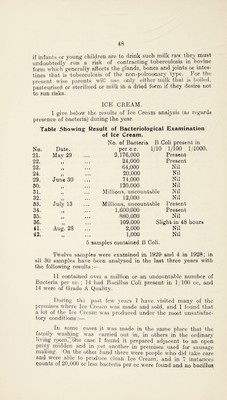 48
if infants or young children are to drink such milk raw they must
undoubtedly run a risk of contracting tuberculosis in bovine
form which generally affects the glands, bones and joints or intes-
tines that is tuberculosis of the non-pulmonary type. For the
present wise parents will use only either milk that is boiled,
pasteurised or sterilised or milk in a dried form if they desire not
to run risks.
ICE CREAM.
I give below the results of Ice Cream analysis (as regards
presence of bacteria) during the year.
Table Showing Result of Bacteriological Examination
of Ice Cream.
No. of Bacteria B Coli present in
No. Date. per c.c. 1/10 1/100 1/1000.
21. May 29 ... 2,176,000 Present
22. „ ... 24,000 Present
23. „ ... 64,000 Nil
24. „ ... 20,000 Nil
29. June 30 ... 74,000 Nil
30. „ ... 120,000 Nil
31. „ ... Millions, uncountable Nil
32. „ ... 12,000 Nil
33. July 13 ... Millions, uncountable Present
34. „ ... 1,600,000 Present
35. „ ... 880,000 Nil
36. „ ... 109,000 Slight in 48 hours
41. Aug. 28 ... 2,000 Nil
42. „ ... 1,000 Nil
5 samples contained B Coli.
Twelve samples were examined in 1929 and 4 in 1928; in
all 30 samples have been analysed in the last three years with
the following results :—
11 contained over a million or an uncountable number of
Bacteria per cc.; 14 had Bacillus Coli present in 1/100 cc, and
14 were of Grade A Quality.
During the past few years I have visited many of the
premises where Ice Cream was made and sold, and I found that
a lot of the Ice Cream was produced under the most unsatisfac-
tory conditions :—
In some cases it was made in the same place that the
family washing was carried out in, in others in the ordinary
living room, in one case I found it prepared adjacent to an open
privy midden and in yet another in premises used for sausage
making. On the other hand there were people who did take care
and were able to produce clean Ice Cream, and in 7 instances
counts of 20,000 or less bacteria per cc were found and no bacillus